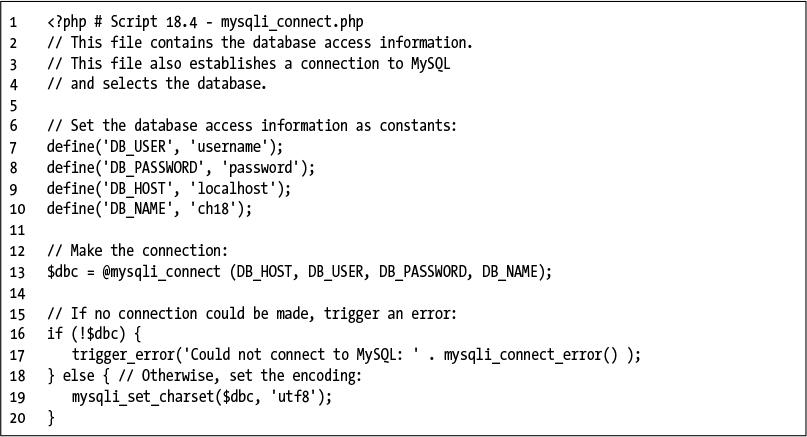 1 <?php # Script 18.4 - mysqli_connect.php
2 // This file contains the database access information.
3 // This file also establishes a connection to MySQL
4 // and selects the database.
5
6 // Set the database access information as constants:
7 define('DB_USER', 'username');
8 define('DB_PASSWORD', 'password');
9 define('DB_HOST', 'localhost');
10 define('DB_NAME', 'ch18');
11
12 // Make the connection:
13 $dbc = @mysqli_connect (DB_HOST, DB_USER, DB_PASSWORD, DB_NAME);
14
15 // If no connection could be made, trigger an error:
16 if (!$dbc) {
17    trigger_error('Could not connect to MySQL: ' . mysqli_connect_error() );
18 } else { // Otherwise, set the encoding:
19    mysqli_set_charset($dbc, 'utf8');
20 }